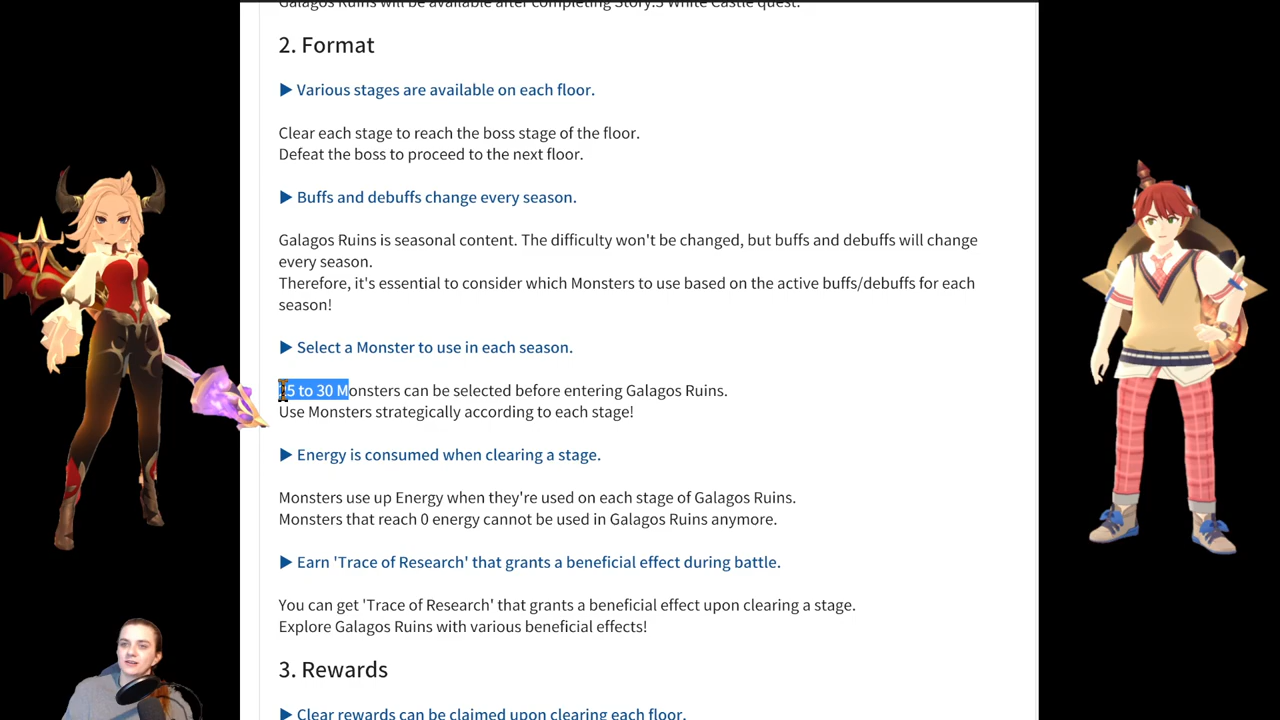 Galagos Ruins will be available after completing Story.3 White Castle quest.
2. Format
▶ Various stages are available on each floor.
Clear each stage to reach the boss stage of the floor.
Defeat the boss to proceed to the next floor.
▶ Buffs and debuffs change every season.
Galagos Ruins is seasonal content. The difficulty won't be changed, but buffs and debuffs will change
every season.
Therefore, it's essential to consider which Monsters to use based on the active buffs/debuffs for each
season!
▶ Select a Monster to use in each season.
to 30 Monsters can be selected before entering Galagos Ruins.
Use Monsters strategically according to each stage!
▶ Energy is consumed when clearing a stage.
Monsters use up Energy when they're used on each stage of Galagos Ruins.
Monsters that reach 0 energy cannot be used in Galagos Ruins anymore.
▶ Earn 'Trace of Research' that grants a beneficial effect during battle.
You can get 'Trace of Research' that grants a beneficial effect upon clearing a stage.
Explore Galagos Ruins with various beneficial effects!
3. Rewards
▶ Clear rewards can be claimed upon clearing each floor.